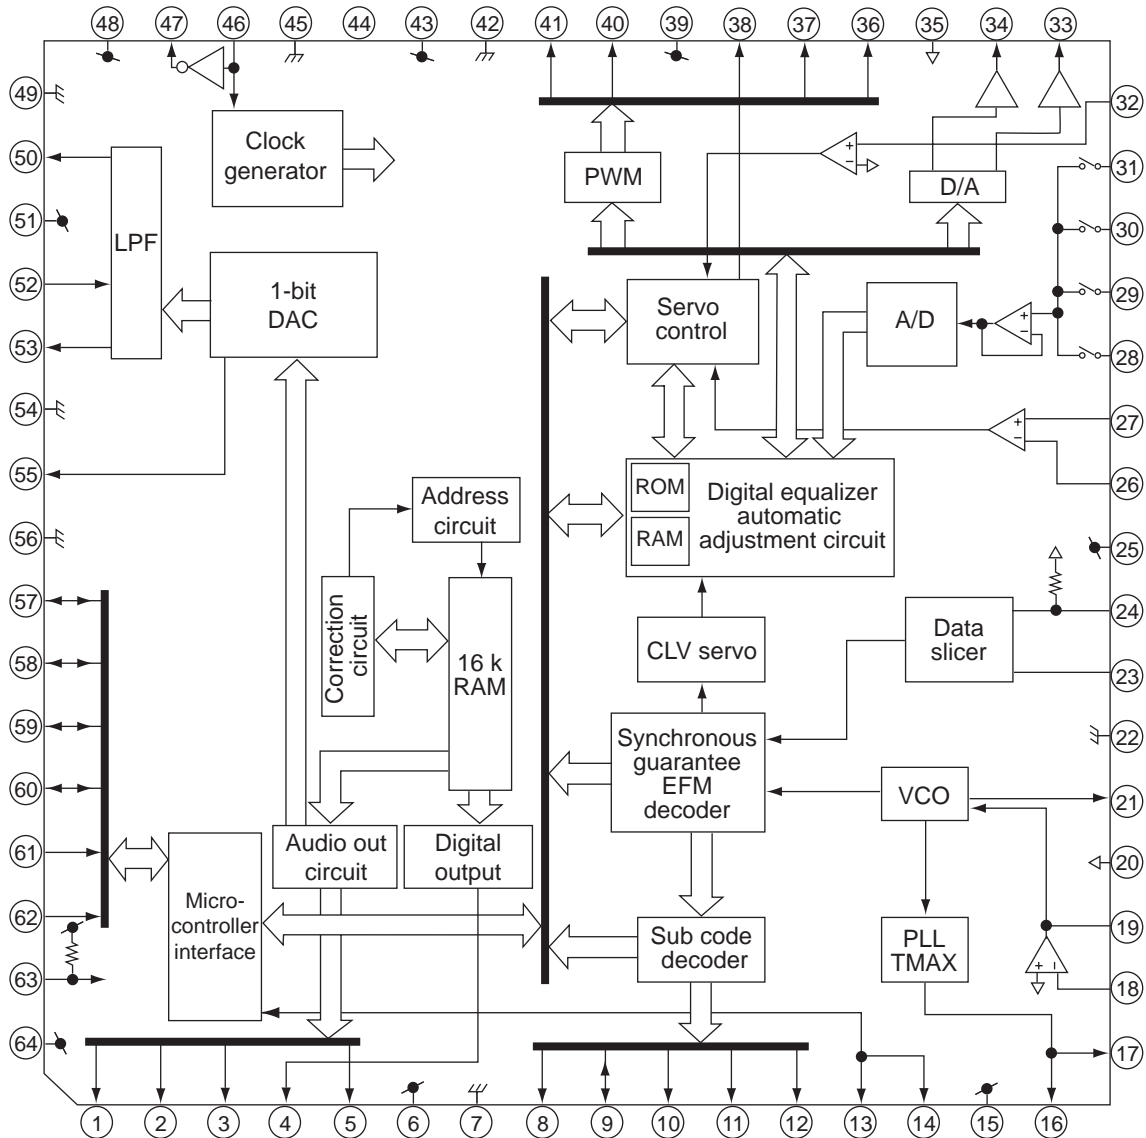 48 47 46 45 44 43 42 41 40 39 38 37 36 35 34 33
49
32
Clock
generator
50
+
−
31
PWM
D/A
51
LPF
30
52
1-bit
DAC
Servo
control
A/D
+
−
29
53
28
54
27
+
−
55
26
Address
circuit
ROM
RAM
Digital equalizer
automatic
adjustment circuit
56
25
57
24
Correction
circuit
16 k
RAM
CLV servo
Data
slicer
58
23
59
22
Synchronous
guarantee
EFM
decoder
VCO
60
21
61
Audio out
circuit
Digital
output
20
62
Micro-
controller
interface
Sub code
decoder
PLL
TMAX
19
+ −
63
18
64
17
1 2 3 4 5 6 7 8 9 10 11 12 13 14 15 16